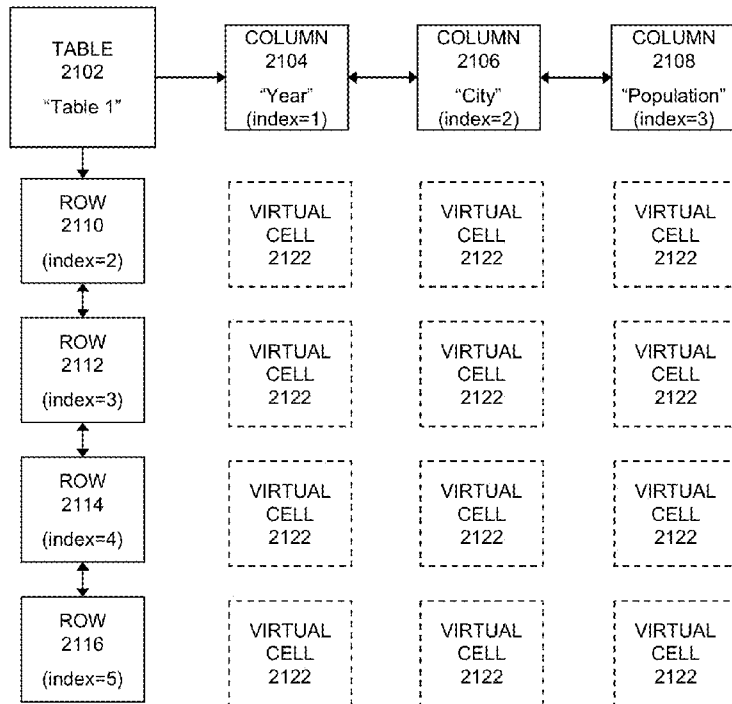 TABLE
2102
"Table 1"
COLUMN
2104
"Year"
(index=1)
COLUMN
2106
"City"
(index=2)
COLUMN
2108
"Population"
(index=3)
ROW
2110
(index=2)
VIRTUAL
CELL
2122
VIRTUAL
CELL
2122
VIRTUAL
CELL
2122
ROW
2112
(index=3)
VIRTUAL
CELL
2122
VIRTUAL
CELL
2122
VIRTUAL
CELL
2122
ROW
2114
(index=4)
VIRTUAL
CELL
2122
VIRTUAL
CELL
2122
VIRTUAL
CELL
2122
ROW
2116
(index=5)
VIRTUAL
CELL
2122
VIRTUAL
CELL
2122
VIRTUAL
CELL
2122